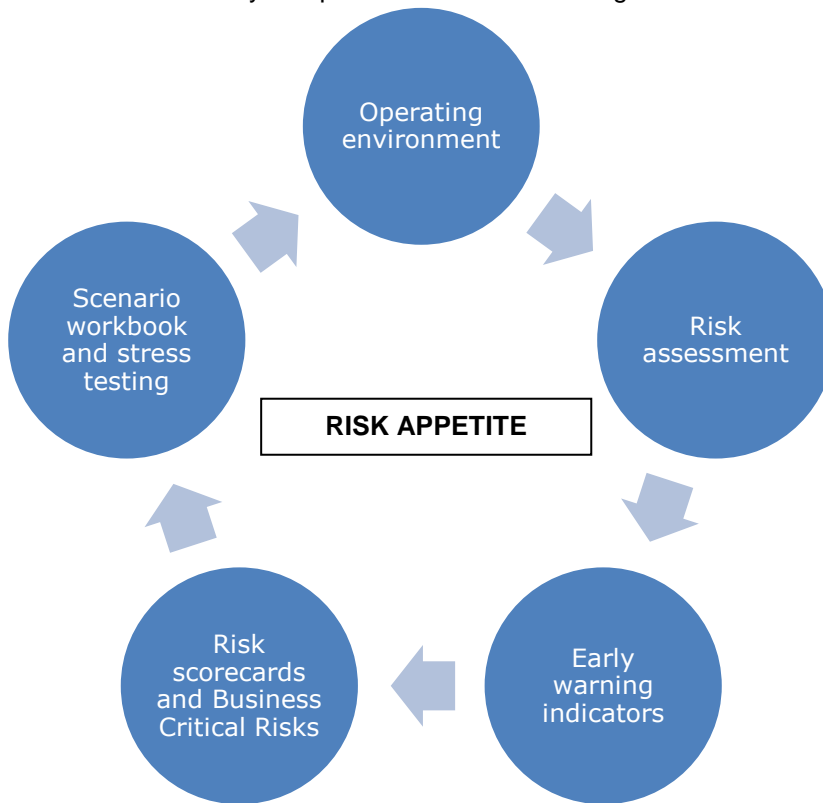 Operating
environment
Risk
assessment
Early
warning
indicators
Risk
scorecards
and Business
Critical Risks
Scenario
workbook
and stress
testing
RISK APPETITE